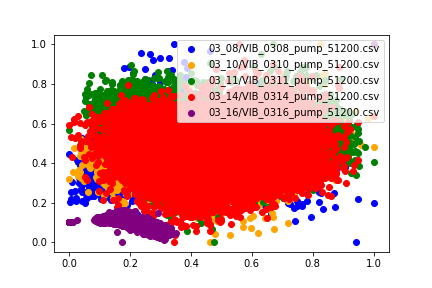 1.0
0.8
0.6
0.4
0.2
0.0
03_08/VIB_0308_pump_51200.csv
03_10/VIB_0310_pump_51200.csv
03_11/VIB_0311_pump_51200.csv
03_14/VIB_0314_pump_51200.csv
03_16/VIB_0316_pump_51200.csv
0.0 0.2 0.4 0.6 0.8 1.0